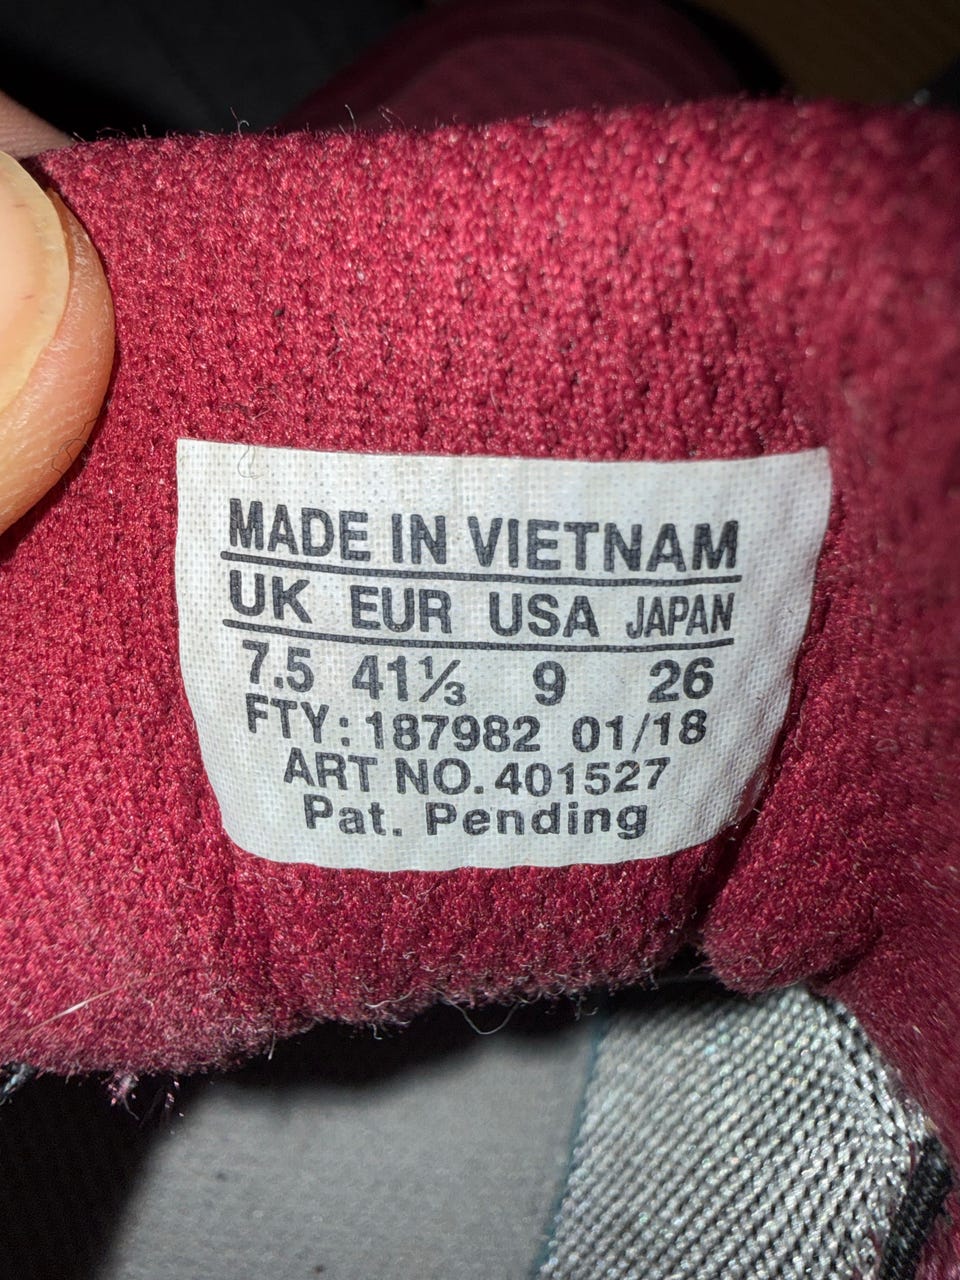 MADE IN VIETNAM
UK EUR USA JAPAN
7.5 41⅓ 9 26
FTY: 187982 01/18
ART NO. 401527
Pat. Pending